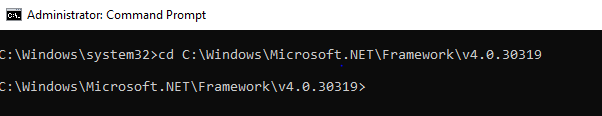 Administrator: Command Prompt
C:\Windows\system32>cd C:\Windows\Microsoft.NET\Framework\v4.0.30319
C:\Windows\Microsoft.NET\Framework\v4.0.30319>